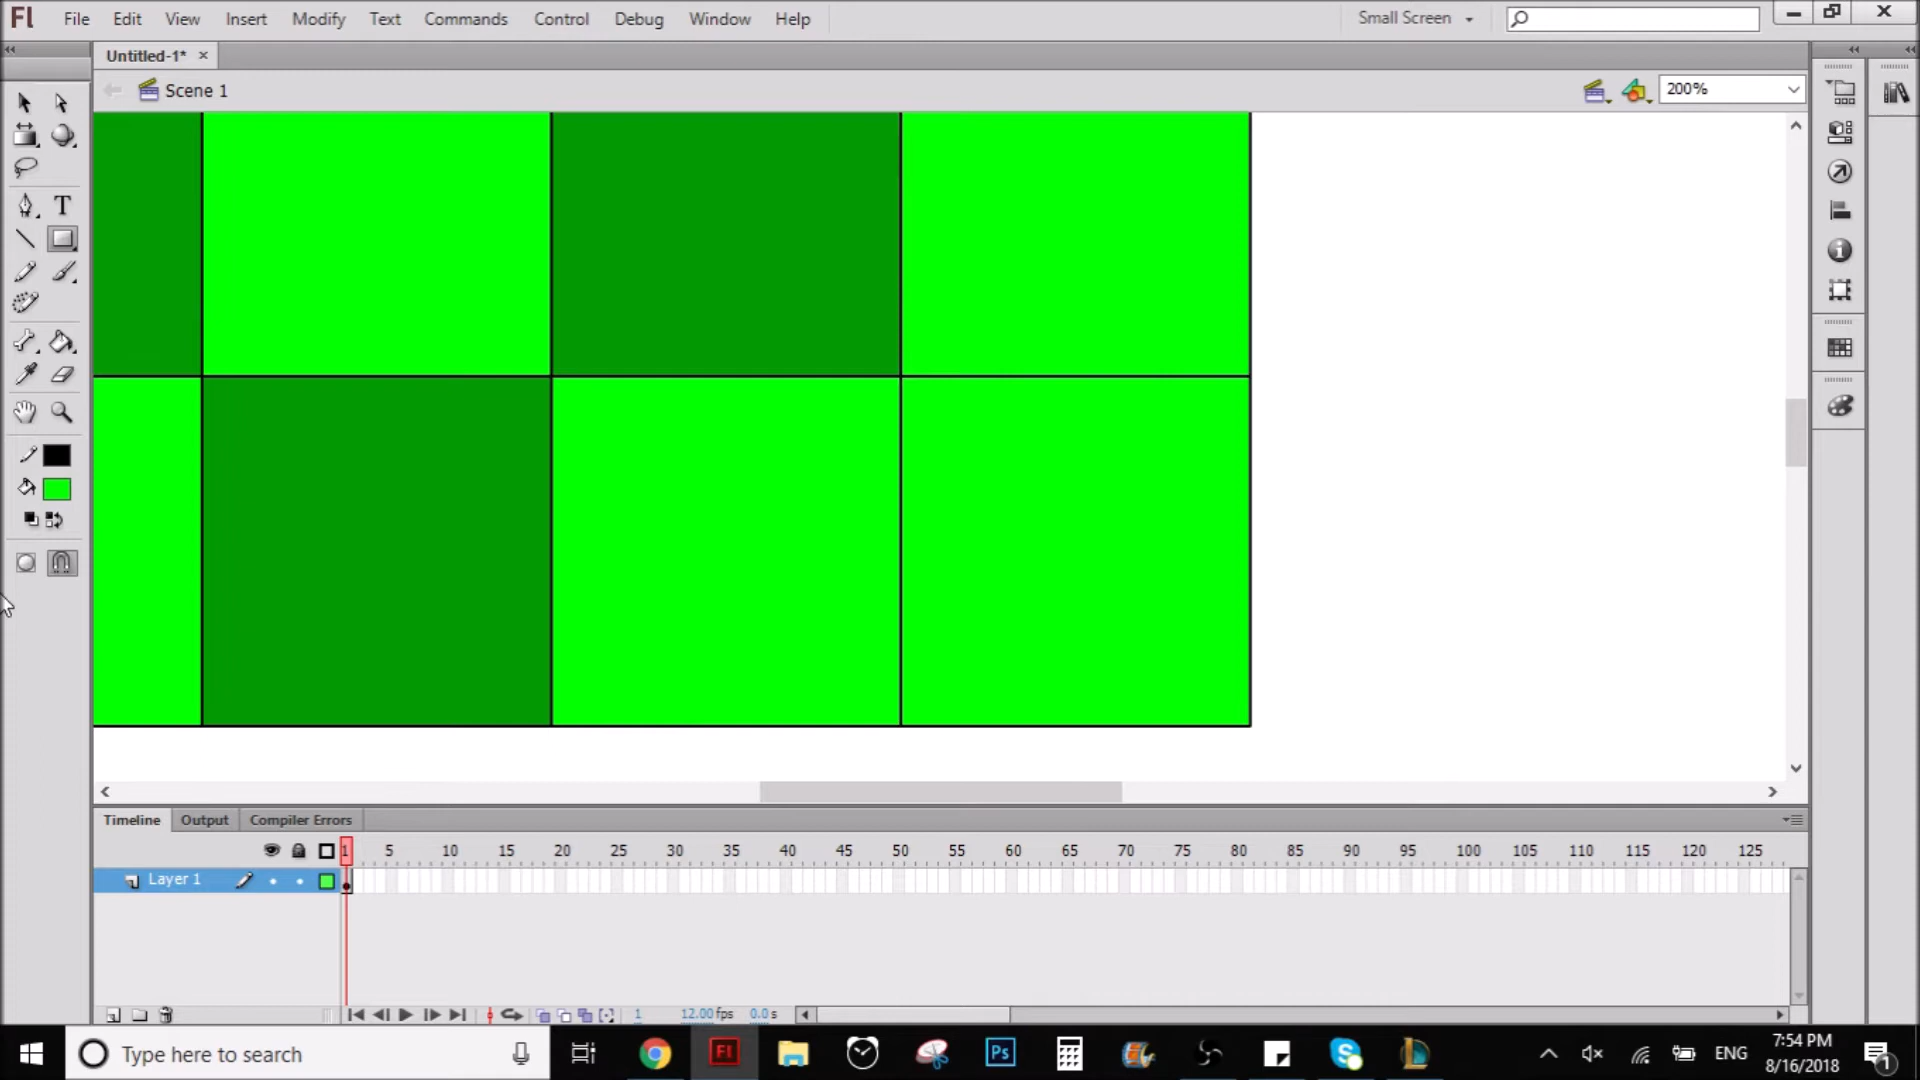 Fl File Edit View Insert Modify Text Commands Control Debug Window Help Small Screen
Untitled-1* ×
Scene 1 200%
T
Timeline Output Compiler Errors
1 5 10 15 20 25 30 35 40 45 50 55 60 65 70 75 80 85 90 95 100 105 110 115 120 125
Layer 1
1 12.00 fps 0.0 s
Type here to search Fl Ps ENG 7:54 PM
8/16/2018 1